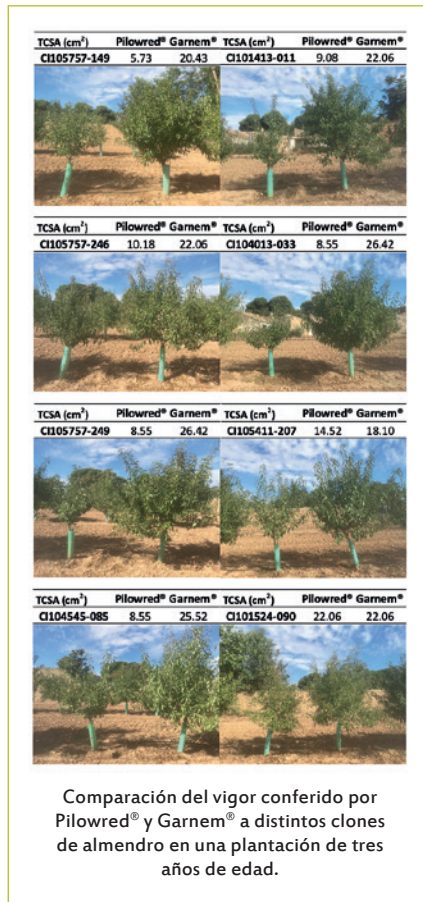 TCSA (cm²) Pilowred® Garnem® TCSA (cm²) Pilowred® Garnem®
CI105757-149 5.73 20.43 CI101413-011 9.08 22.06
TCSA (cm²) Pilowred® Garnem® TCSA (cm²) Pilowred® Garnem®
CI105757-246 10.18 22.06 CI104013-033 8.55 26.42
TCSA (cm²) Pilowred® Garnem® TCSA (cm²) Pilowred® Garnem®
CI105757-249 8.55 26.42 CI105411-207 14.52 18.10
TCSA (cm²) Pilowred® Garnem® TCSA (cm²) Pilowred® Garnem®
CI104545-085 8.55 25.52 CI101524-090 22.06 22.06
Comparación del vigor conferido por
Pilowred® y Garnem® a distintos clones
de almendro en una plantación de tres
años de edad.